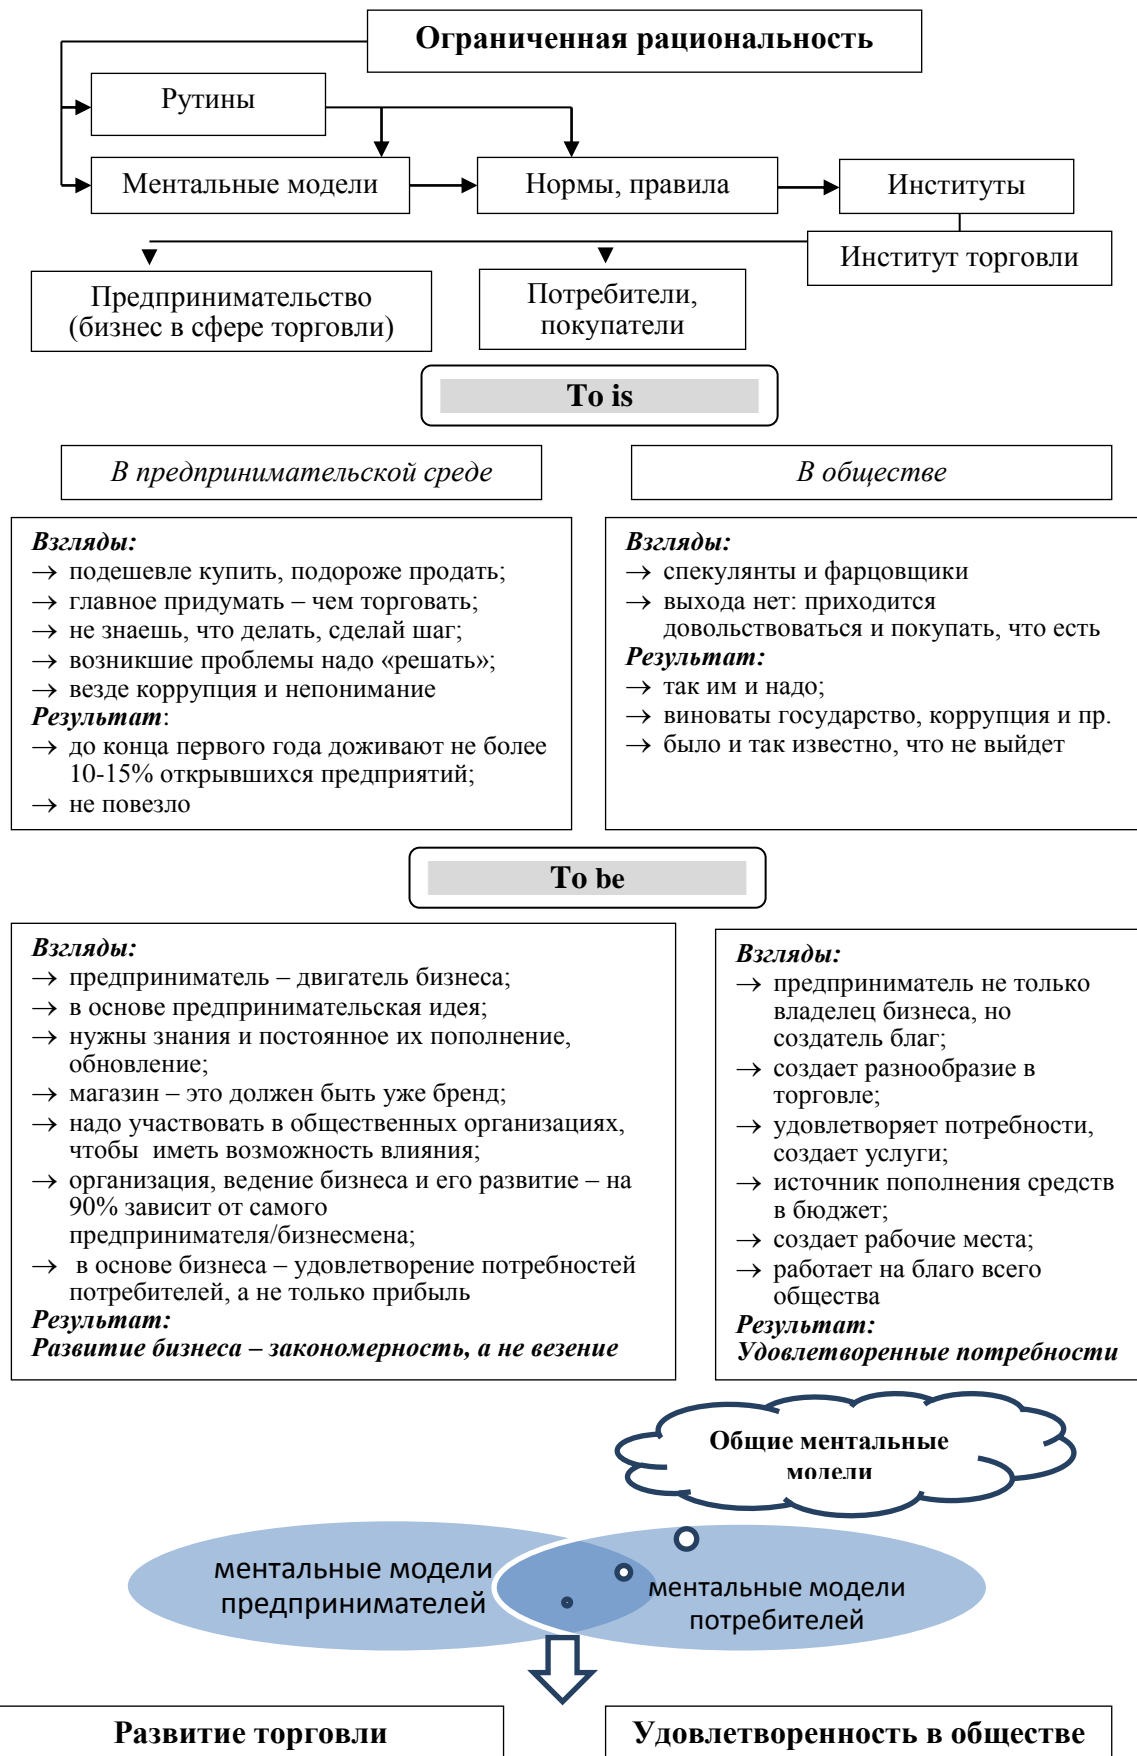 Ограниченная рациональность
Рутины
Ментальные модели
Нормы, правила
Институты
Институт торговли
Предпринимательство
(бизнес в сфере торговли)
Потребители,
покупатели
To is
В предпринимательской среде
В обществе
Взгляды:
→ подешевле купить, подороже продать;
→ главное придумать – чем торговать;
→ не знаешь, что делать, сделай шаг;
→ возникшие проблемы надо «решать»;
→ везде коррупция и непонимание
Результат:
→ до конца первого года доживают не более
10-15% открывшихся предприятий;
→ не повезло
Взгляды:
→ спекулянты и фарцовщики
→ выхода нет: приходится
довольствоваться и покупать, что есть
Результат:
→ так им и надо;
→ виноваты государство, коррупция и пр.
→ было и так известно, что не выйдет
To be
Взгляды:
→ предприниматель – двигатель бизнеса;
→ в основе предпринимательская идея;
→ нужны знания и постоянное их пополнение,
обновление;
→ магазин – это должен быть уже бренд;
→ надо участвовать в общественных организациях,
чтобы иметь возможность влияния;
→ организация, ведение бизнеса и его развитие – на
90% зависит от самого
предпринимателя/бизнесмена;
→ в основе бизнеса – удовлетворение потребностей
потребителей, а не только прибыль
Результат:
Развитие бизнеса – закономерность, а не везение
Взгляды:
→ предприниматель не только
владелец бизнеса, но
создатель благ;
→ создает разнообразие в
торговле;
→ удовлетворяет потребности,
создает услуги;
→ источник пополнения средств
в бюджет;
→ создает рабочие места;
→ работает на благо всего
общества
Результат:
Удовлетворенные потребности
Общие ментальные
модели
ментальные модели
предпринимателей
ментальные модели
потребителей
Развитие торговли
Удовлетворенность в обществе